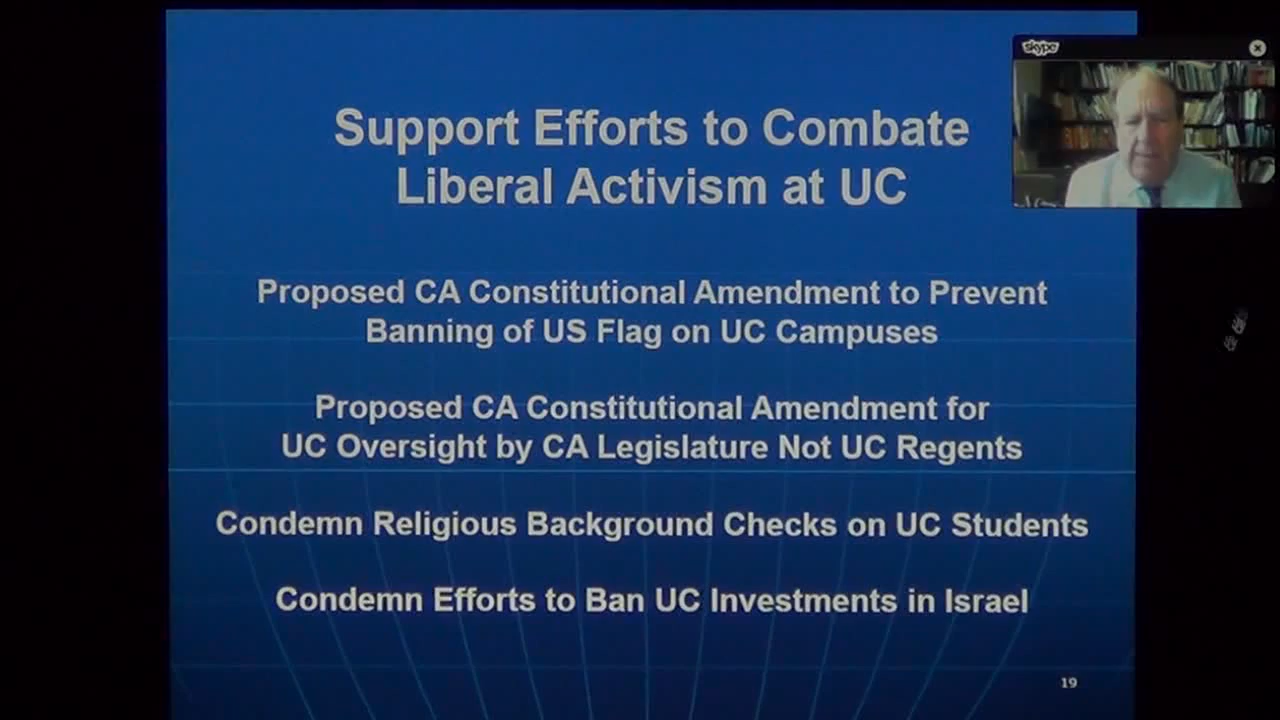 skype
Support Efforts to Combate
Liberal Activism at UC
Proposed CA Constitutional Amendment to Prevent
Banning of US Flag on UC Campuses
Proposed CA Constitutional Amendment for
UC Oversight by CA Legislature Not UC Regents
Condemn Religious Background Checks on UC Students
Condemn Efforts to Ban UC Investments in Israel
19